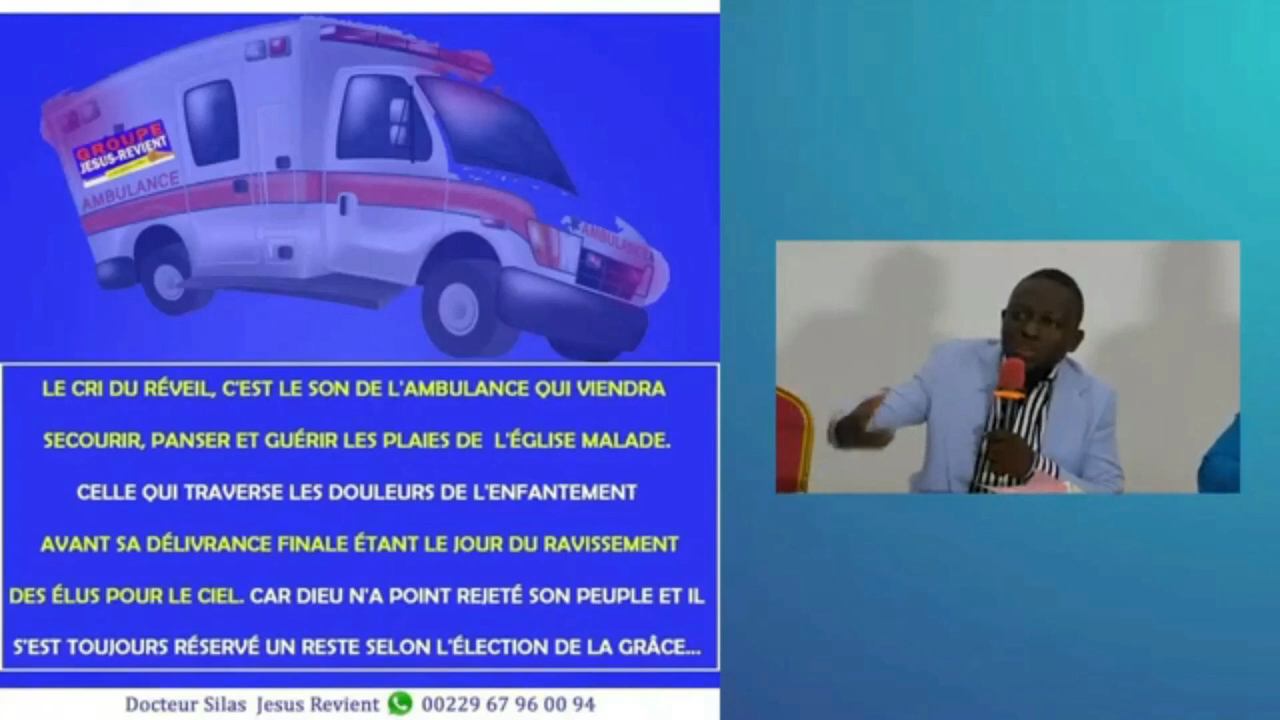 GROUPE
JESUS-REVIENT
AMBULANCE
AMBULANCE
LE CRI DU RÉVEIL, C'EST LE SON DE L'AMBULANCE QUI VIENDRA
SECOURIR, PANSER ET GUÉRIR LES PLAIES DE L'ÉGLISE MALADE.
CELLE QUI TRAVERSE LES DOULEURS DE L'ENFANTEMENT
AVANT SA DÉLIVRANCE FINALE ÉTANT LE JOUR DU RAVISSEMENT
DES ÉLUS POUR LE CIEL. CAR DIEU N'A POINT REJETÉ SON PEUPLE ET IL
S'EST TOUJOURS RÉSERVÉ UN RESTE SELON L'ÉLECTION DE LA GRÂCE...
Docteur Silas Jesus Revient 00229 67 96 00 94